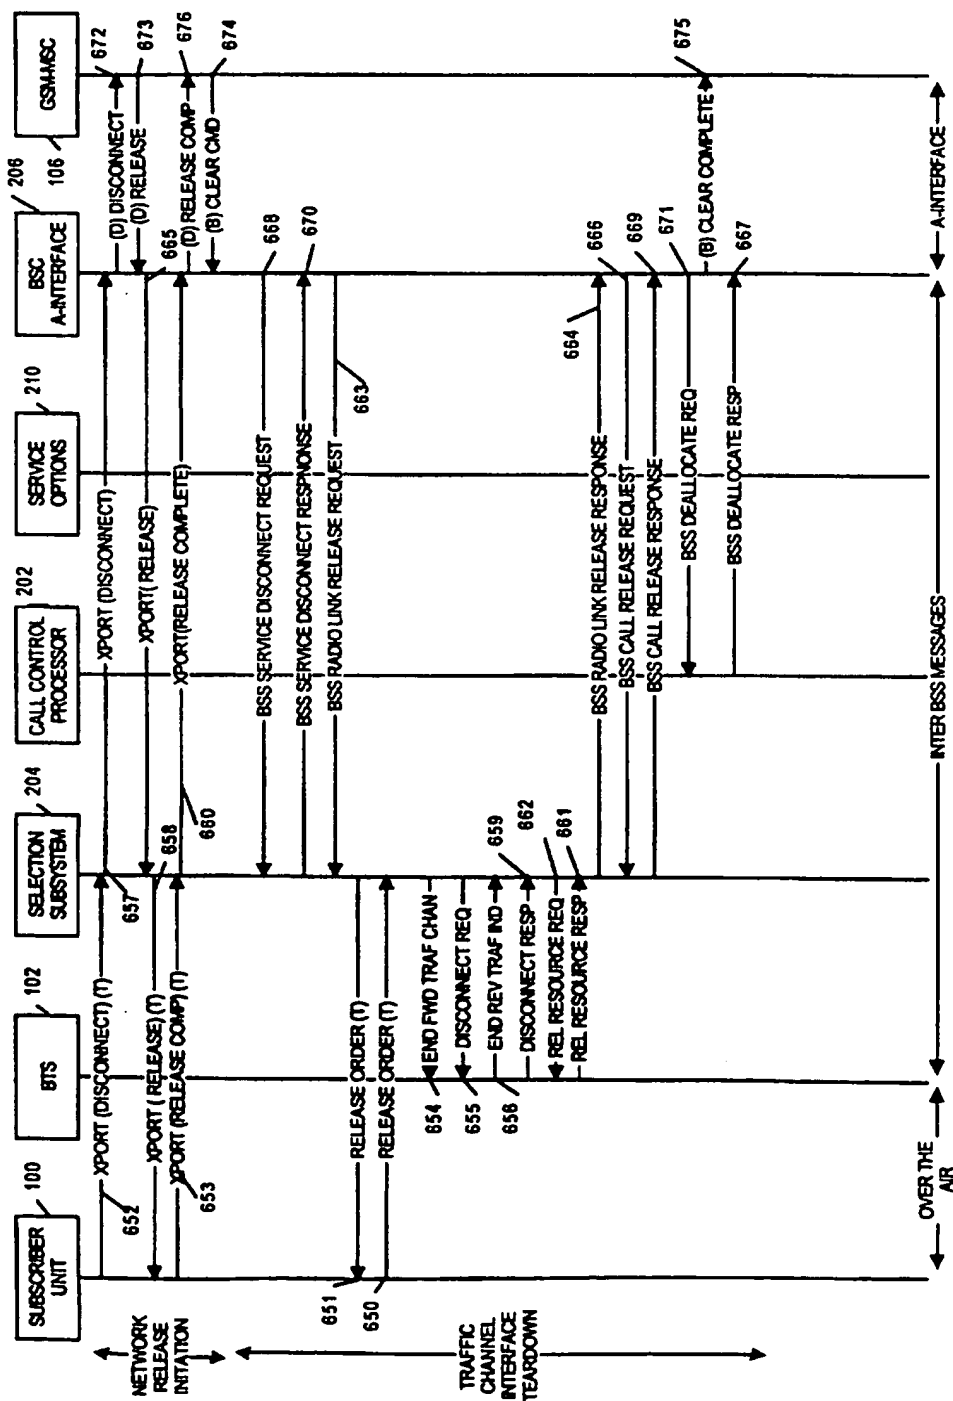 SUBSCRIBER
UNIT
100
BTS
102
SELECTION
SUBSYSTEM
204
CALL CONTROL
PROCESSOR
202
SERVICE
OPTIONS
210
BSC
A-INTERFACE
206
GSM-MSC
106
NETWORK
RELEASE
INITATION
XPORT (DISCONNECT) (T)
652
657
XPORT (DISCONNECT)
(D) DISCONNECT
672
(D) RELEASE
673
665
XPORT( RELEASE)
XPORT ( RELEASE) (T)
658
XPORT (RELEASE COMP) (T)
653
XPORT(RELEASE COMPLETE)
660
(D) RELEASE COMP
676
(B) CLEAR CMD
674
TRAFFIC
CHANNEL
INTERFACE
TEARDOWN
BSS SERVICE DISCONNECT REQUEST
668
BSS SERVICE DISCONNECT RESPNONSE
670
BSS RADIO LINK RELEASE REQUEST
663
RELEASE ORDER (T)
651
RELEASE ORDER (T)
650
END FWD TRAF CHAN
654
DISCONNECT REQ
655
END REV TRAF IND
656
DISCONNECT RESP
659
REL RESOURCE REQ
662
REL RESOURCE RESP
661
BSS RADIO LINK RELEASE RESPONSE
664
BSS CALL RELEASE REQUEST
666
BSS CALL RELEASE RESPONSE
669
BSS DEALLOCATE REQ
671
(B) CLEAR COMPLETE
675
BSS DEALLOCATE RESP
667
OVER THE
AIR
INTER BSS MESSAGES
A-INTERFACE